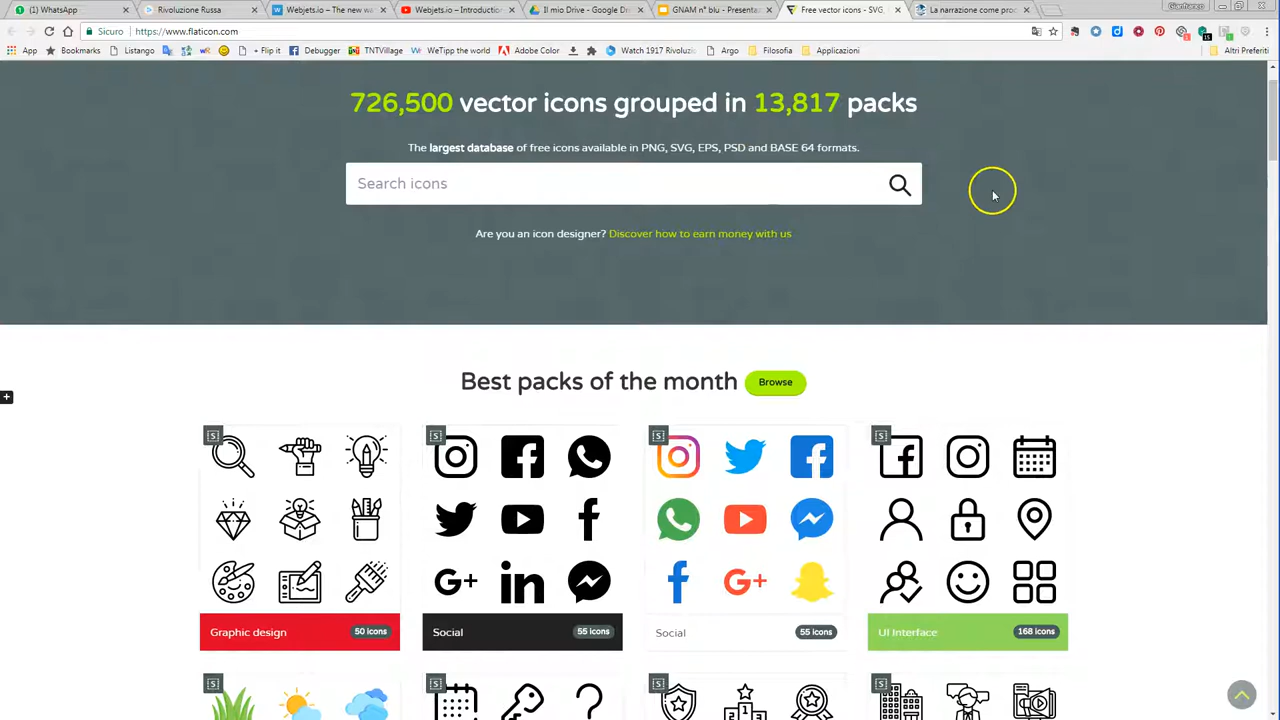 (1) WhatsApp
Rivoluzione Russa
Webjets.io – The new wa
Webjets.io – Introduction
Il mio Drive - Google Dri
GNAM n° blu - Presentaz
Free vector icons - SVG,
La narrazione come proc
Gianfranco
Sicuro
https://www.flaticon.com
App
Bookmarks
Listango
+ Flip it
Debugger
TNTVillage
WeTipp the world
Adobe Color
Watch 1917 Rivoluzi
Argo
Filosofia
Applicazioni
Altri Preferiti
726,500 vector icons grouped in 13,817 packs
The largest database of free icons available in PNG, SVG, EPS, PSD and BASE 64 formats.
Search icons
Are you an icon designer? Discover how to earn money with us
Best packs of the month
Browse
Graphic design 50 icons
Social 55 icons
Social 55 icons
UI Interface 168 icons